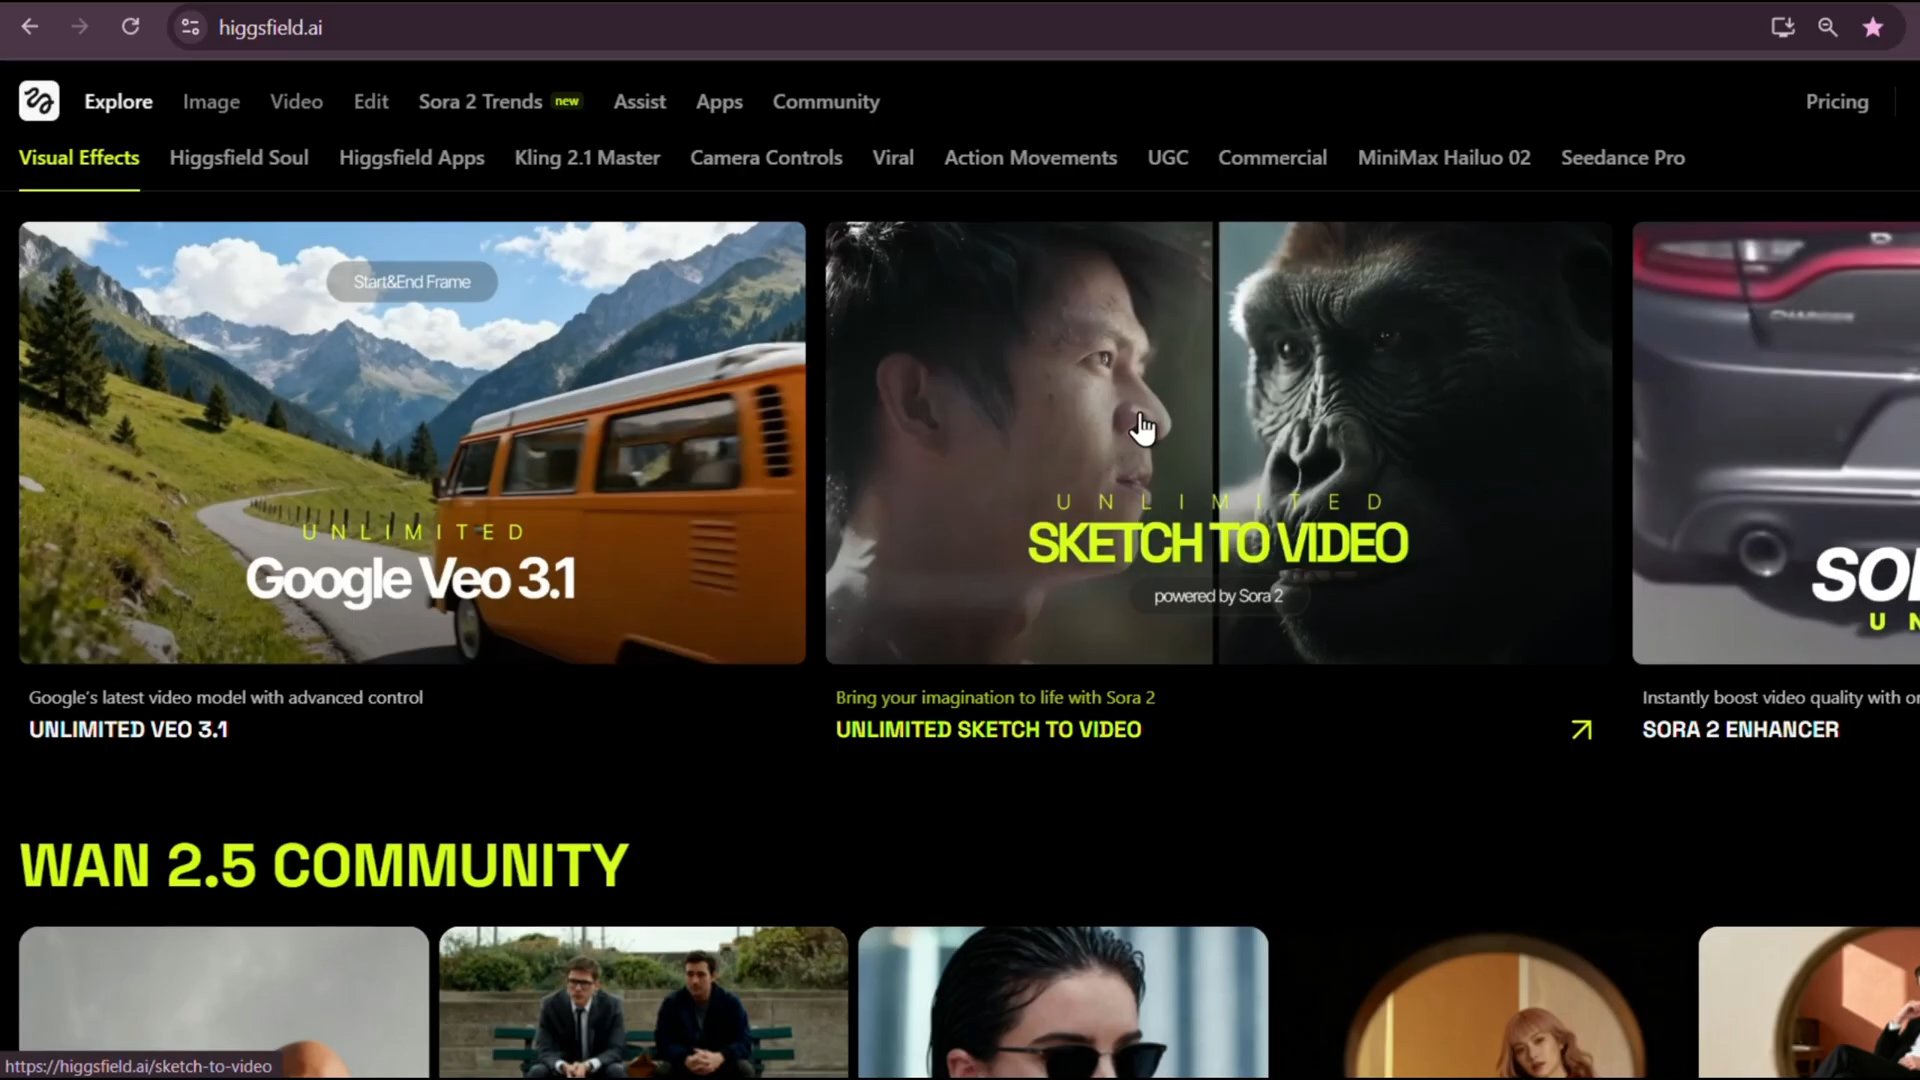 higgsfield.ai
Explore Image Video Edit Sora 2 Trends new Assist Apps Community Pricing
Visual Effects Higgsfield Soul Higgsfield Apps Kling 2.1 Master Camera Controls Viral Action Movements UGC Commercial MiniMax Hailuo 02 Seedance Pro
Start&End Frame
UNLIMITED
Google Veo 3.1
UNLIMITED
SKETCH TO VIDEO
powered by Sora 2
Google's latest video model with advanced control
UNLIMITED VEO 3.1
Bring your imagination to life with Sora 2
UNLIMITED SKETCH TO VIDEO
Instantly boost video quality with
SORA 2 ENHANCER
WAN 2.5 COMMUNITY
https://higgsfield.ai/sketch-to-video